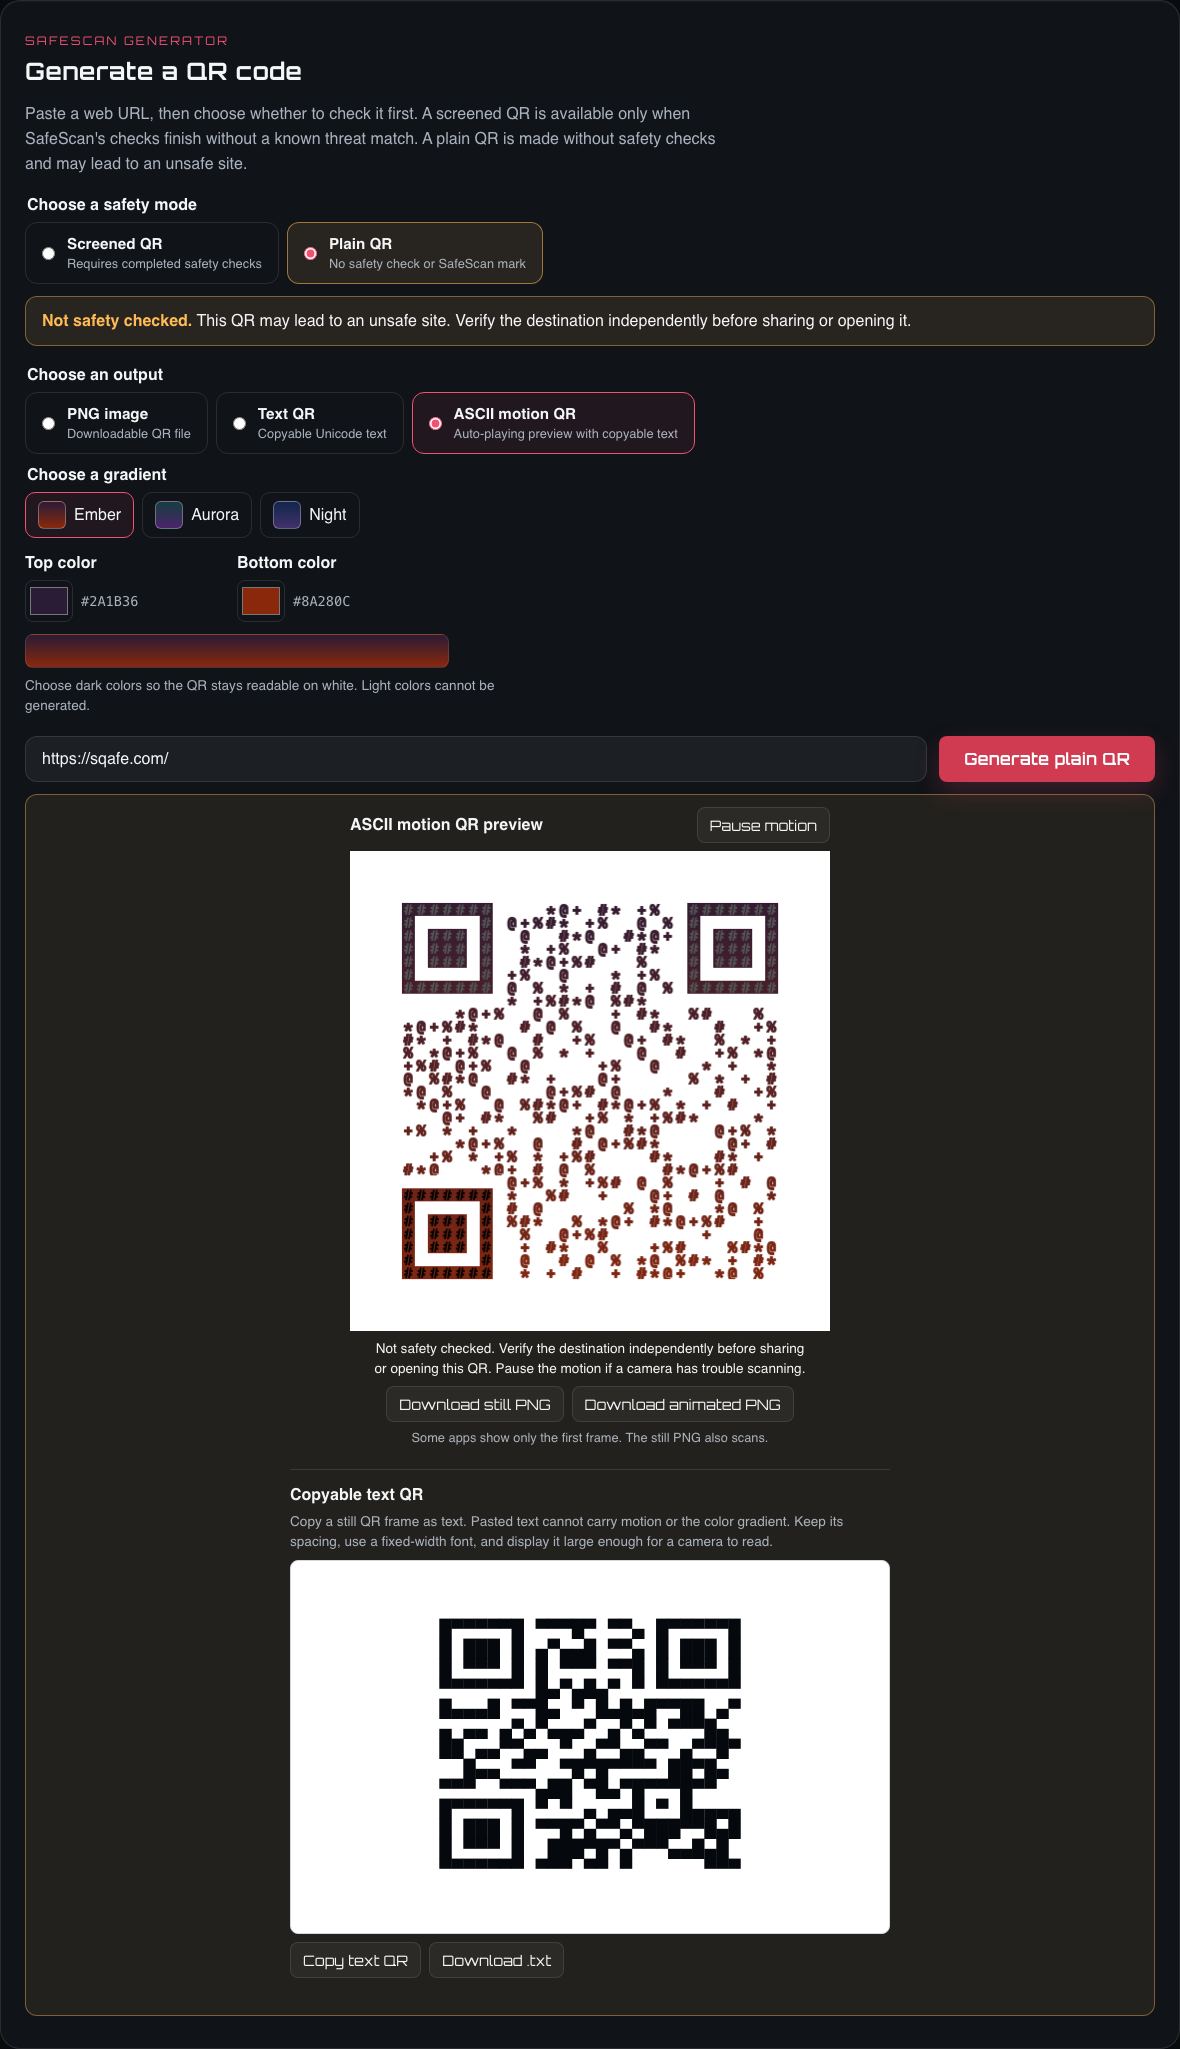 SAFESCAN GENERATOR
Generate a QR code
Paste a web URL, then choose whether to check it first. A screened QR is available only when
SafeScan's checks finish without a known threat match. A plain QR is made without safety checks
and may lead to an unsafe site.
Choose a safety mode
Screened QR
Requires completed safety checks
Plain QR
No safety check or SafeScan mark
Not safety checked. This QR may lead to an unsafe site. Verify the destination independently before sharing or opening it.
Choose an output
PNG image
Downloadable QR file
Text QR
Copyable Unicode text
ASCII motion QR
Auto-playing preview with copyable text
Choose a gradient
Ember
Aurora
Night
Top color
Bottom color
#2A1B36
#8A280C
Choose dark colors so the QR stays readable on white. Light colors cannot be
generated.
https://sqafe.com/
Generate plain QR
ASCII motion QR preview
Pause motion
Not safety checked. Verify the destination independently before sharing
or opening this QR. Pause the motion if a camera has trouble scanning.
Download still PNG
Download animated PNG
Some apps show only the first frame. The still PNG also scans.
Copyable text QR
Copy a still QR frame as text. Pasted text cannot carry motion or the color gradient. Keep its
spacing, use a fixed-width font, and display it large enough for a camera to read.
Copy text QR
Download .txt